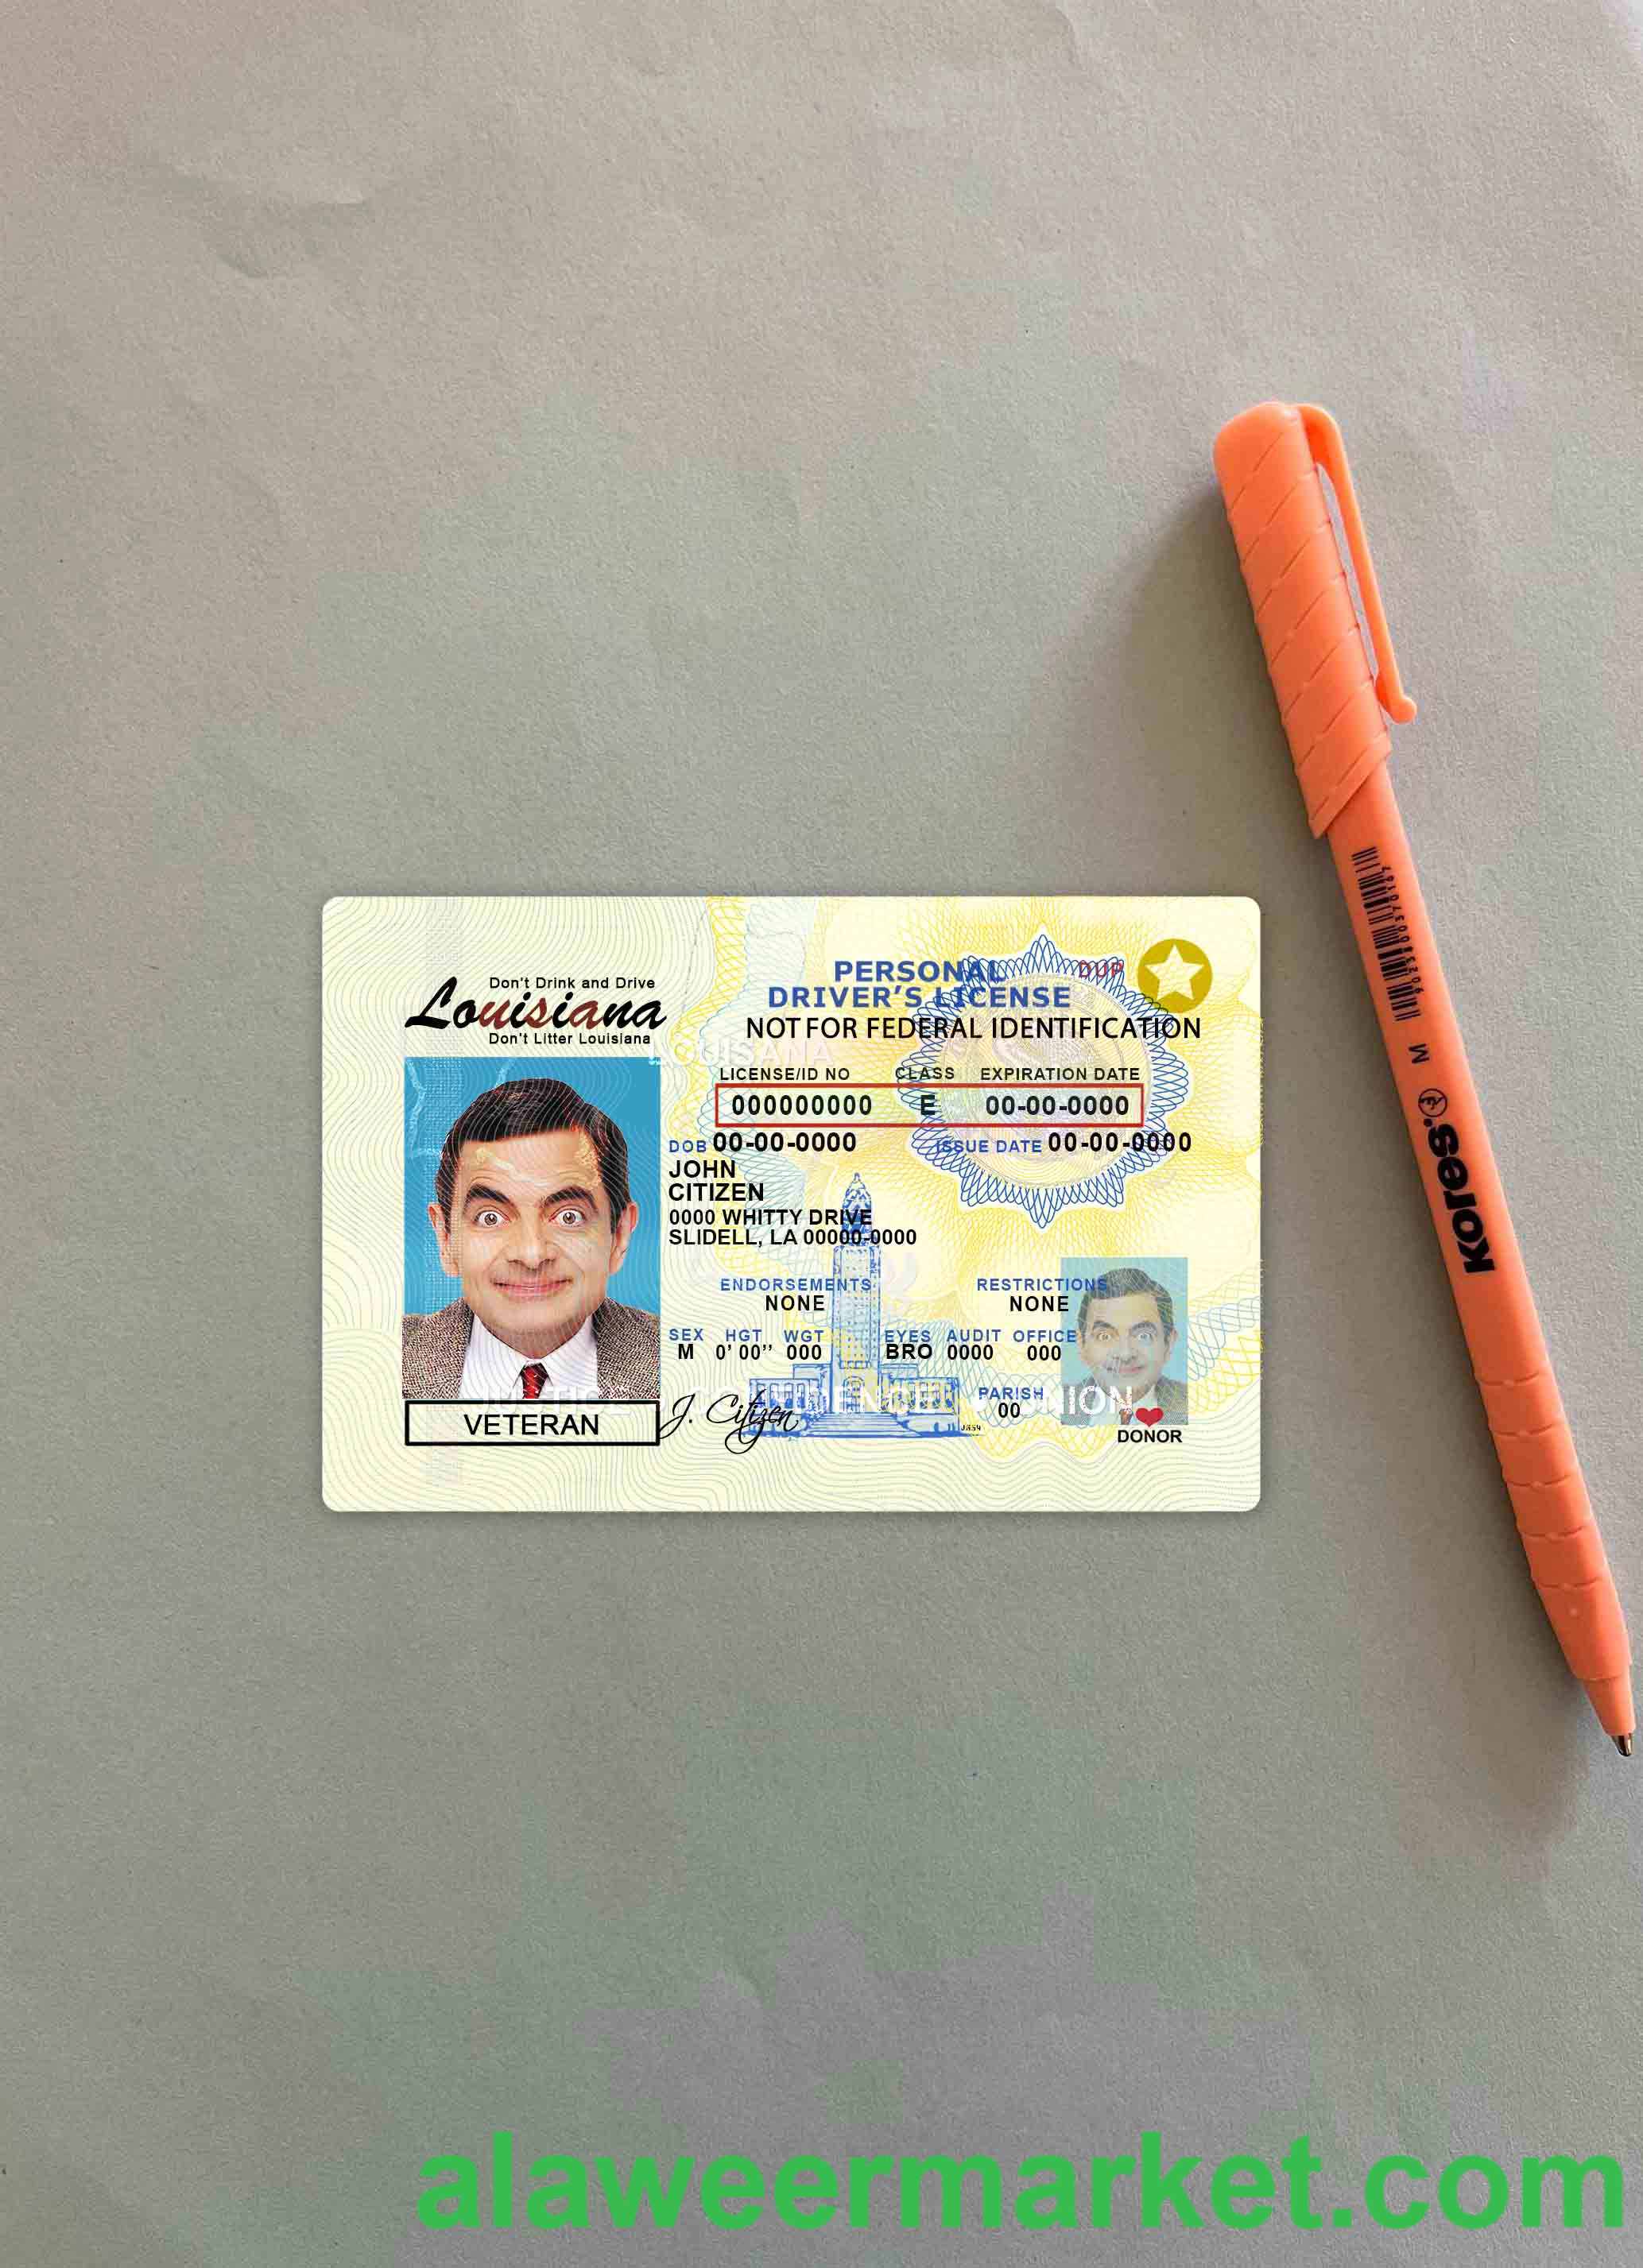 Don't Drink and Drive
Louisiana
Don't Litter Louisiana
PERSONAL
DRIVER'S LICENSE
DUP
NOT FOR FEDERAL IDENTIFICATION
LOUISANA
LICENSE/ID NO CLASS EXPIRATION DATE
000000000 E 00-00-0000
DOB 00-00-0000 ISSUE DATE 00-00-0000
JOHN
CITIZEN
0000 WHITTY DRIVE
SLIDELL, LA 00000-0000
ENDORSEMENTS RESTRICTIONS
NONE NONE
SEX HGT WGT EYES AUDIT OFFICE
M 0' 00'' 000 BRO 0000 000
JUSTICE UNION
PARISH
00
VETERAN
J. Citizen
DONOR
kores
M
alaweermarket.com